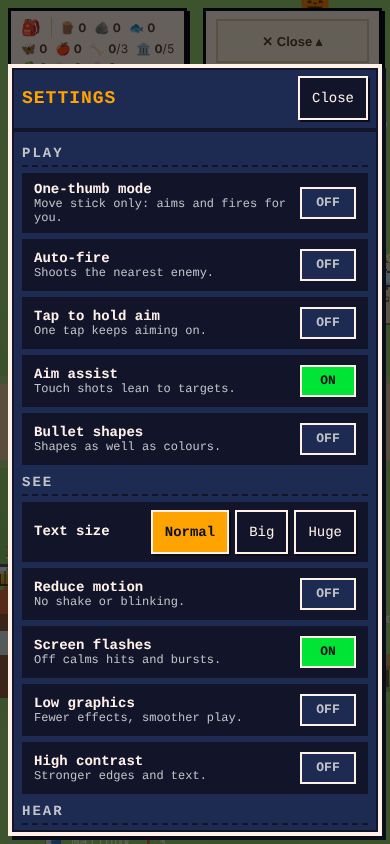 0 0 0
0 0 0/3 0/5
✕ Close ▴
SETTINGS
Close
PLAY
One-thumb mode
Move stick only: aims and fires for
you.
OFF
Auto-fire
Shoots the nearest enemy.
OFF
Tap to hold aim
One tap keeps aiming on.
OFF
Aim assist
Touch shots lean to targets.
ON
Bullet shapes
Shapes as well as colours.
OFF
SEE
Text size
Normal Big Huge
Reduce motion
No shake or blinking.
OFF
Screen flashes
Off calms hits and bursts.
ON
Low graphics
Fewer effects, smoother play.
OFF
High contrast
Stronger edges and text.
OFF
HEAR